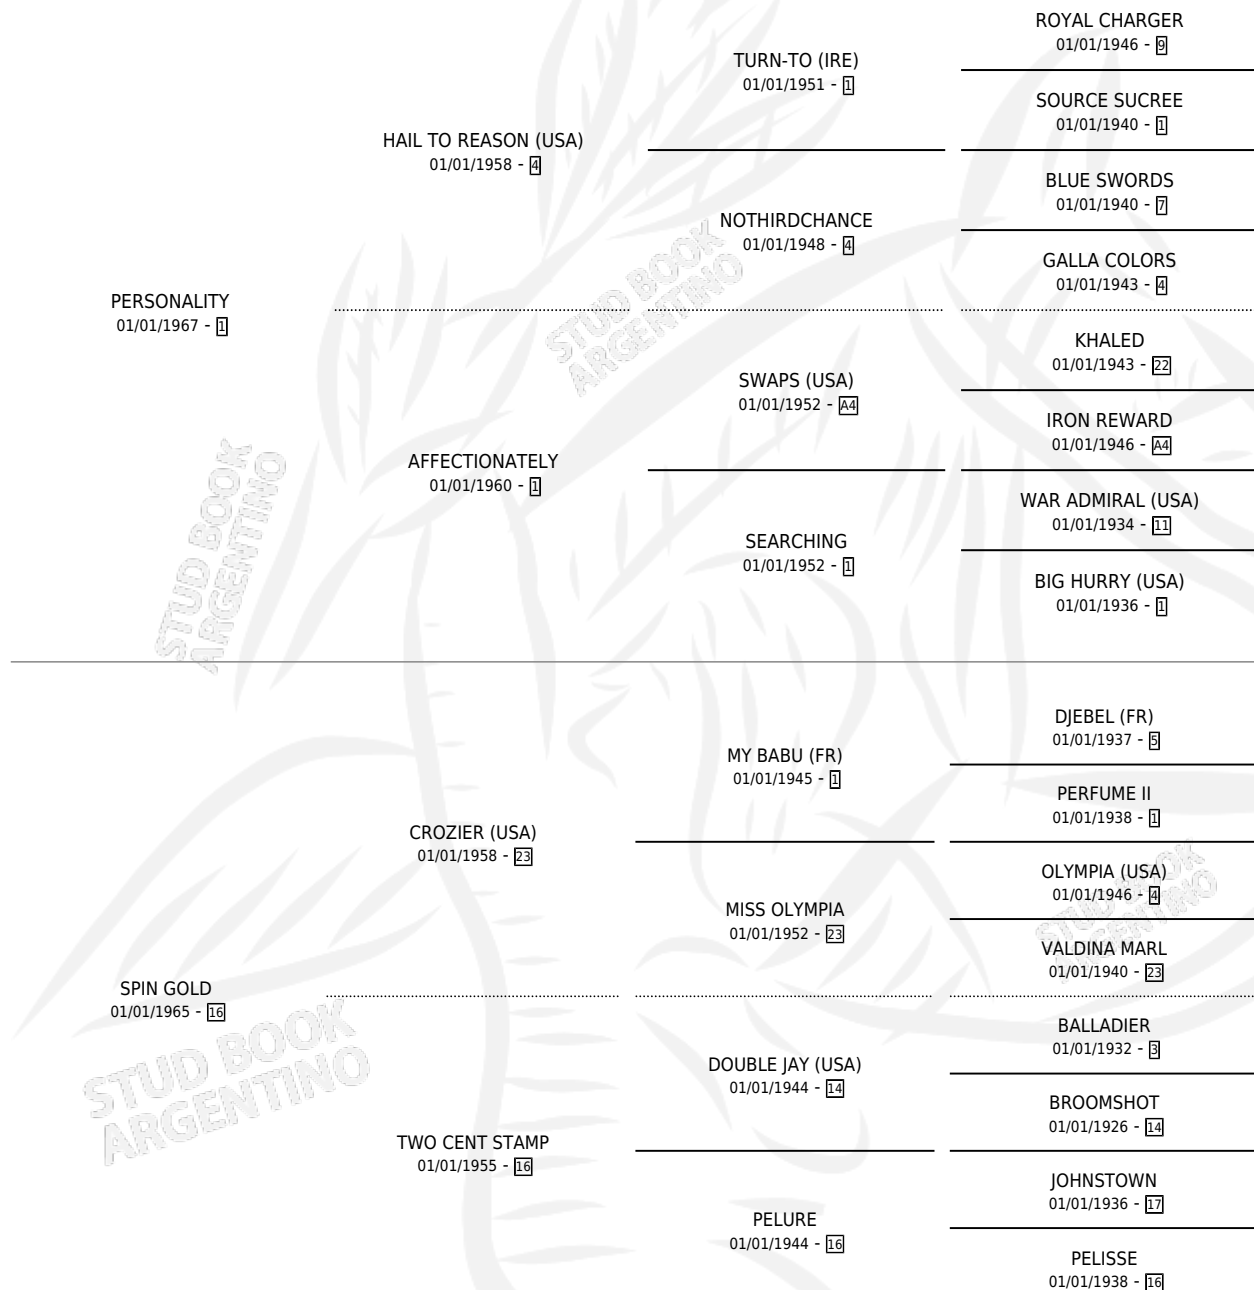 ROYAL CHARGER
01/01/1946 - 9
TURN-TO (IRE)
01/01/1951 - 1
SOURCE SUCREE
01/01/1940 - 1
HAIL TO REASON (USA)
01/01/1958 - 4
BLUE SWORDS
01/01/1940 - 7
NOTHIRDCHANCE
01/01/1948 - 4
GALLA COLORS
01/01/1943 - 4
PERSONALITY
01/01/1967 - 1
KHALED
01/01/1943 - 22
SWAPS (USA)
01/01/1952 - A4
IRON REWARD
01/01/1946 - A4
AFFECTIONATELY
01/01/1960 - 1
WAR ADMIRAL (USA)
01/01/1934 - 11
SEARCHING
01/01/1952 - 1
BIG HURRY (USA)
01/01/1936 - 1
DJEBEL (FR)
01/01/1937 - 5
MY BABU (FR)
01/01/1945 - 1
PERFUME II
01/01/1938 - 1
CROZIER (USA)
01/01/1958 - 23
OLYMPIA (USA)
01/01/1946 - 4
MISS OLYMPIA
01/01/1952 - 23
VALDINA MARL
01/01/1940 - 23
SPIN GOLD
01/01/1965 - 16
BALLADIER
01/01/1932 - 3
DOUBLE JAY (USA)
01/01/1944 - 14
BROOMSHOT
01/01/1926 - 14
TWO CENT STAMP
01/01/1955 - 16
JOHNSTOWN
01/01/1936 - 17
PELURE
01/01/1944 - 16
PELISSE
01/01/1938 - 16
STUD BOOK
ARGENTINO
STUD BOOK
ARGENTINO
STUD BOOK
ARGENTINO
STUD BOOK
ARGENTINO